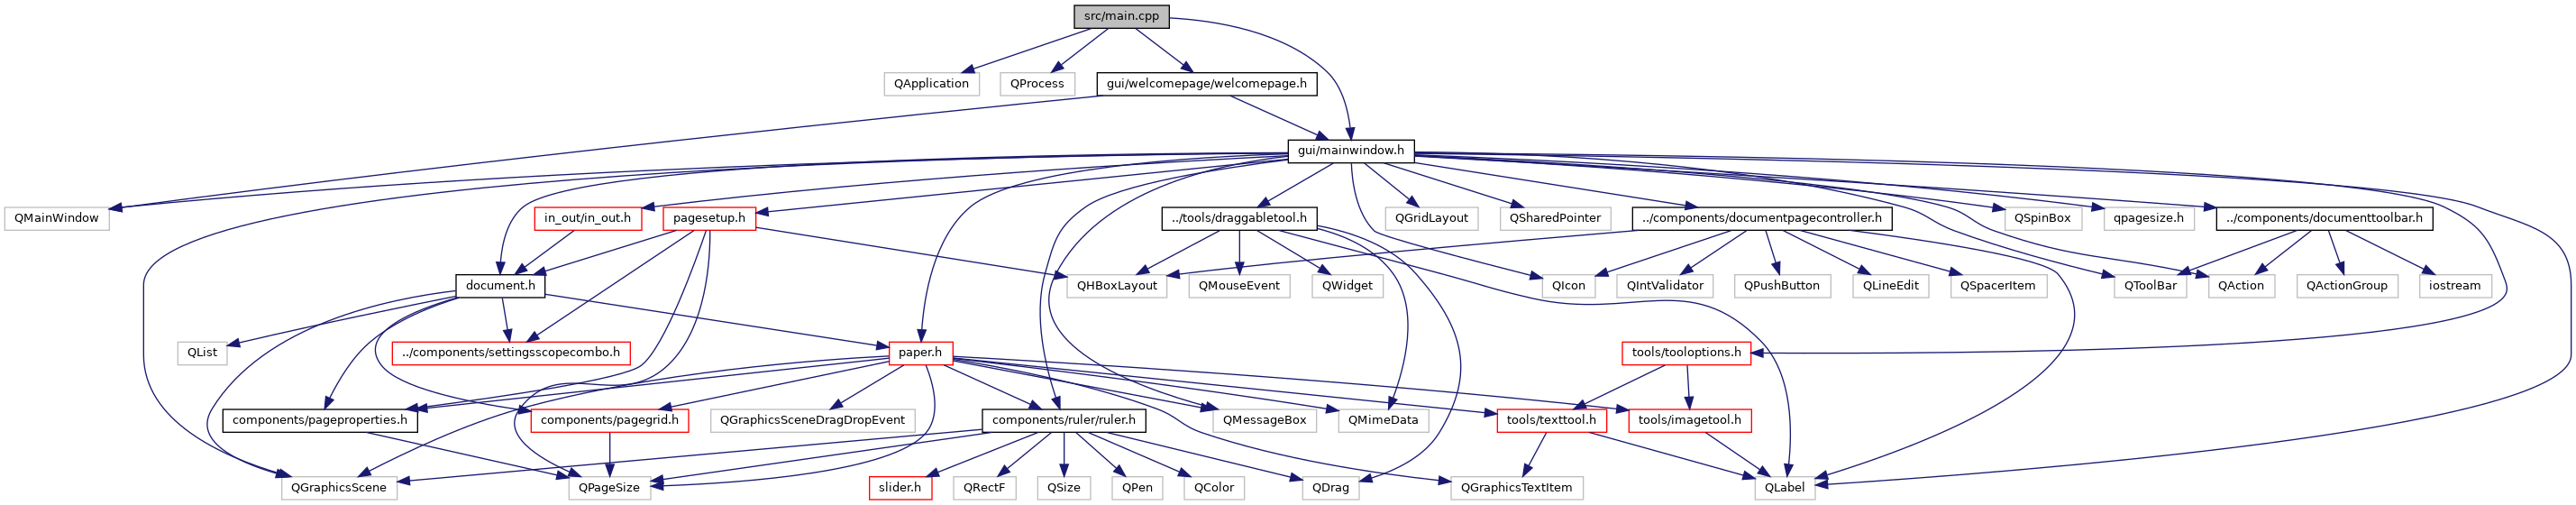 src/main.cpp
QApplication
QProcess
gui/welcomepage/welcomepage.h
gui/mainwindow.h
QMainWindow
in_out/in_out.h
pagesetup.h
../tools/draggabletool.h
QGridLayout
QSharedPointer
../components/documentpagecontroller.h
QSpinBox
qpagesize.h
../components/documenttoolbar.h
document.h
QHBoxLayout
QMouseEvent
QWidget
QIcon
QIntValidator
QPushButton
QLineEdit
QSpacerItem
QToolBar
QAction
QActionGroup
iostream
QList
../components/settingsscopecombo.h
paper.h
tools/tooloptions.h
components/pageproperties.h
components/pagegrid.h
QGraphicsSceneDragDropEvent
components/ruler/ruler.h
QMessageBox
QMimeData
tools/texttool.h
tools/imagetool.h
QGraphicsScene
QPageSize
slider.h
QRectF
QSize
QPen
QColor
QDrag
QGraphicsTextItem
QLabel